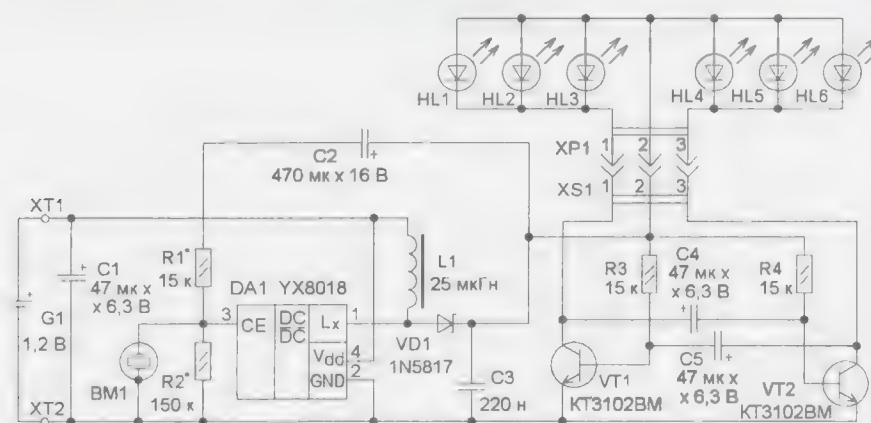 HL1
HL2
HL3
HL4
HL5
HL6
XP1
1
2
3
XS1
1
2
3
C2
470 мк х 16 В
XT1
C1
47 мк х
х 6,3 В
G1
1,2 В
XT2
BM1
R1*
15 к
R2*
150 к
DA1 YX8018
3
CE
DC
DC
Lx
1
Vdd
4
GND
2
L1
25 мкГн
VD1
1N5817
C3
220 н
R3
15 к
C4
47 мк х
х 6,3 В
R4
15 к
C5
47 мк х
х 6,3 В
VT1
КТ3102ВМ
VT2
КТ3102ВМ